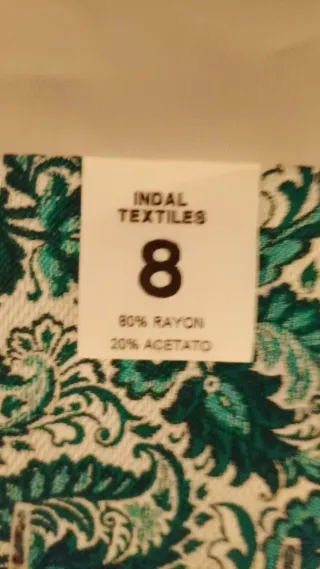 INDAL
TEXTILES
8
80% RAYON
20% ACETATO